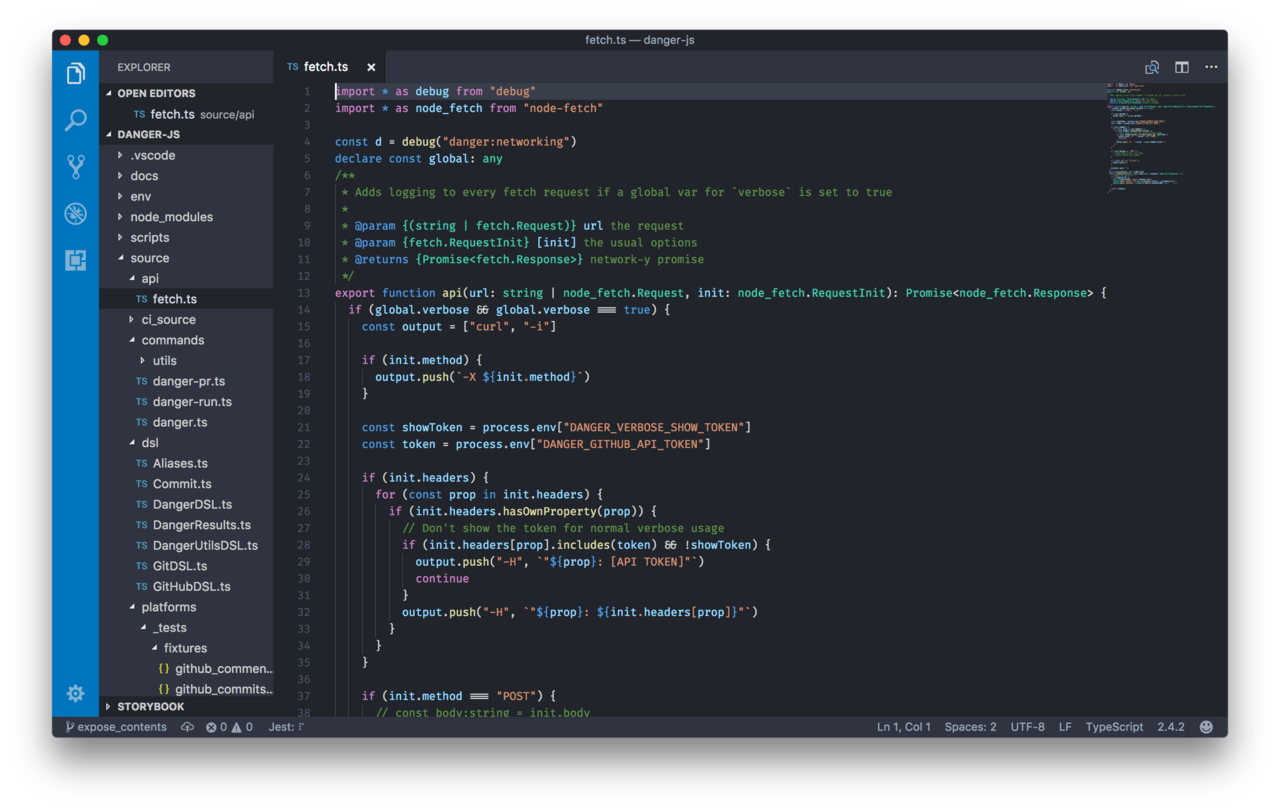 fetch.ts — danger-js
EXPLORER
OPEN EDITORS
TS fetch.ts source/api
DANGER-JS
.vscode
docs
env
node_modules
scripts
source
api
TS fetch.ts
ci_source
commands
utils
TS danger-pr.ts
TS danger-run.ts
TS danger.ts
dsl
TS Aliases.ts
TS Commit.ts
TS DangerDSL.ts
TS DangerResults.ts
TS DangerUtilsDSL.ts
TS GitDSL.ts
TS GitHubDSL.ts
platforms
_tests
fixtures
{} github_commen...
{} github_commits...
STORYBOOK
TS fetch.ts ×
1 import * as debug from "debug"
2 import * as node_fetch from "node-fetch"
3
4 const d = debug("danger:networking")
5 declare const global: any
6 /**
7 * Adds logging to every fetch request if a global var for `verbose` is set to true
8 *
9 * @param {(string | fetch.Request)} url the request
10 * @param {fetch.RequestInit} [init] the usual options
11 * @returns {Promise<fetch.Response>} network-y promise
12 */
13 export function api(url: string | node_fetch.Request, init: node_fetch.RequestInit): Promise<node_fetch.Response> {
14 if (global.verbose && global.verbose === true) {
15 const output = ["curl", "-i"]
16
17 if (init.method) {
18 output.push(`-X ${init.method}`)
19 }
20
21 const showToken = process.env["DANGER_VERBOSE_SHOW_TOKEN"]
22 const token = process.env["DANGER_GITHUB_API_TOKEN"]
23
24 if (init.headers) {
25 for (const prop in init.headers) {
26 if (init.headers.hasOwnProperty(prop)) {
27 // Don't show the token for normal verbose usage
28 if (init.headers[prop].includes(token) && !showToken) {
29 output.push("-H", `"${prop}: [API TOKEN]"`)
30 continue
31 }
32 output.push("-H", `"${prop}: ${init.headers[prop]}"`)
33 }
34 }
35 }
36
37 if (init.method === "POST") {
38 // const body:string = init.body
expose_contents 0 0 Jest: Ln 1, Col 1 Spaces: 2 UTF-8 LF TypeScript 2.4.2